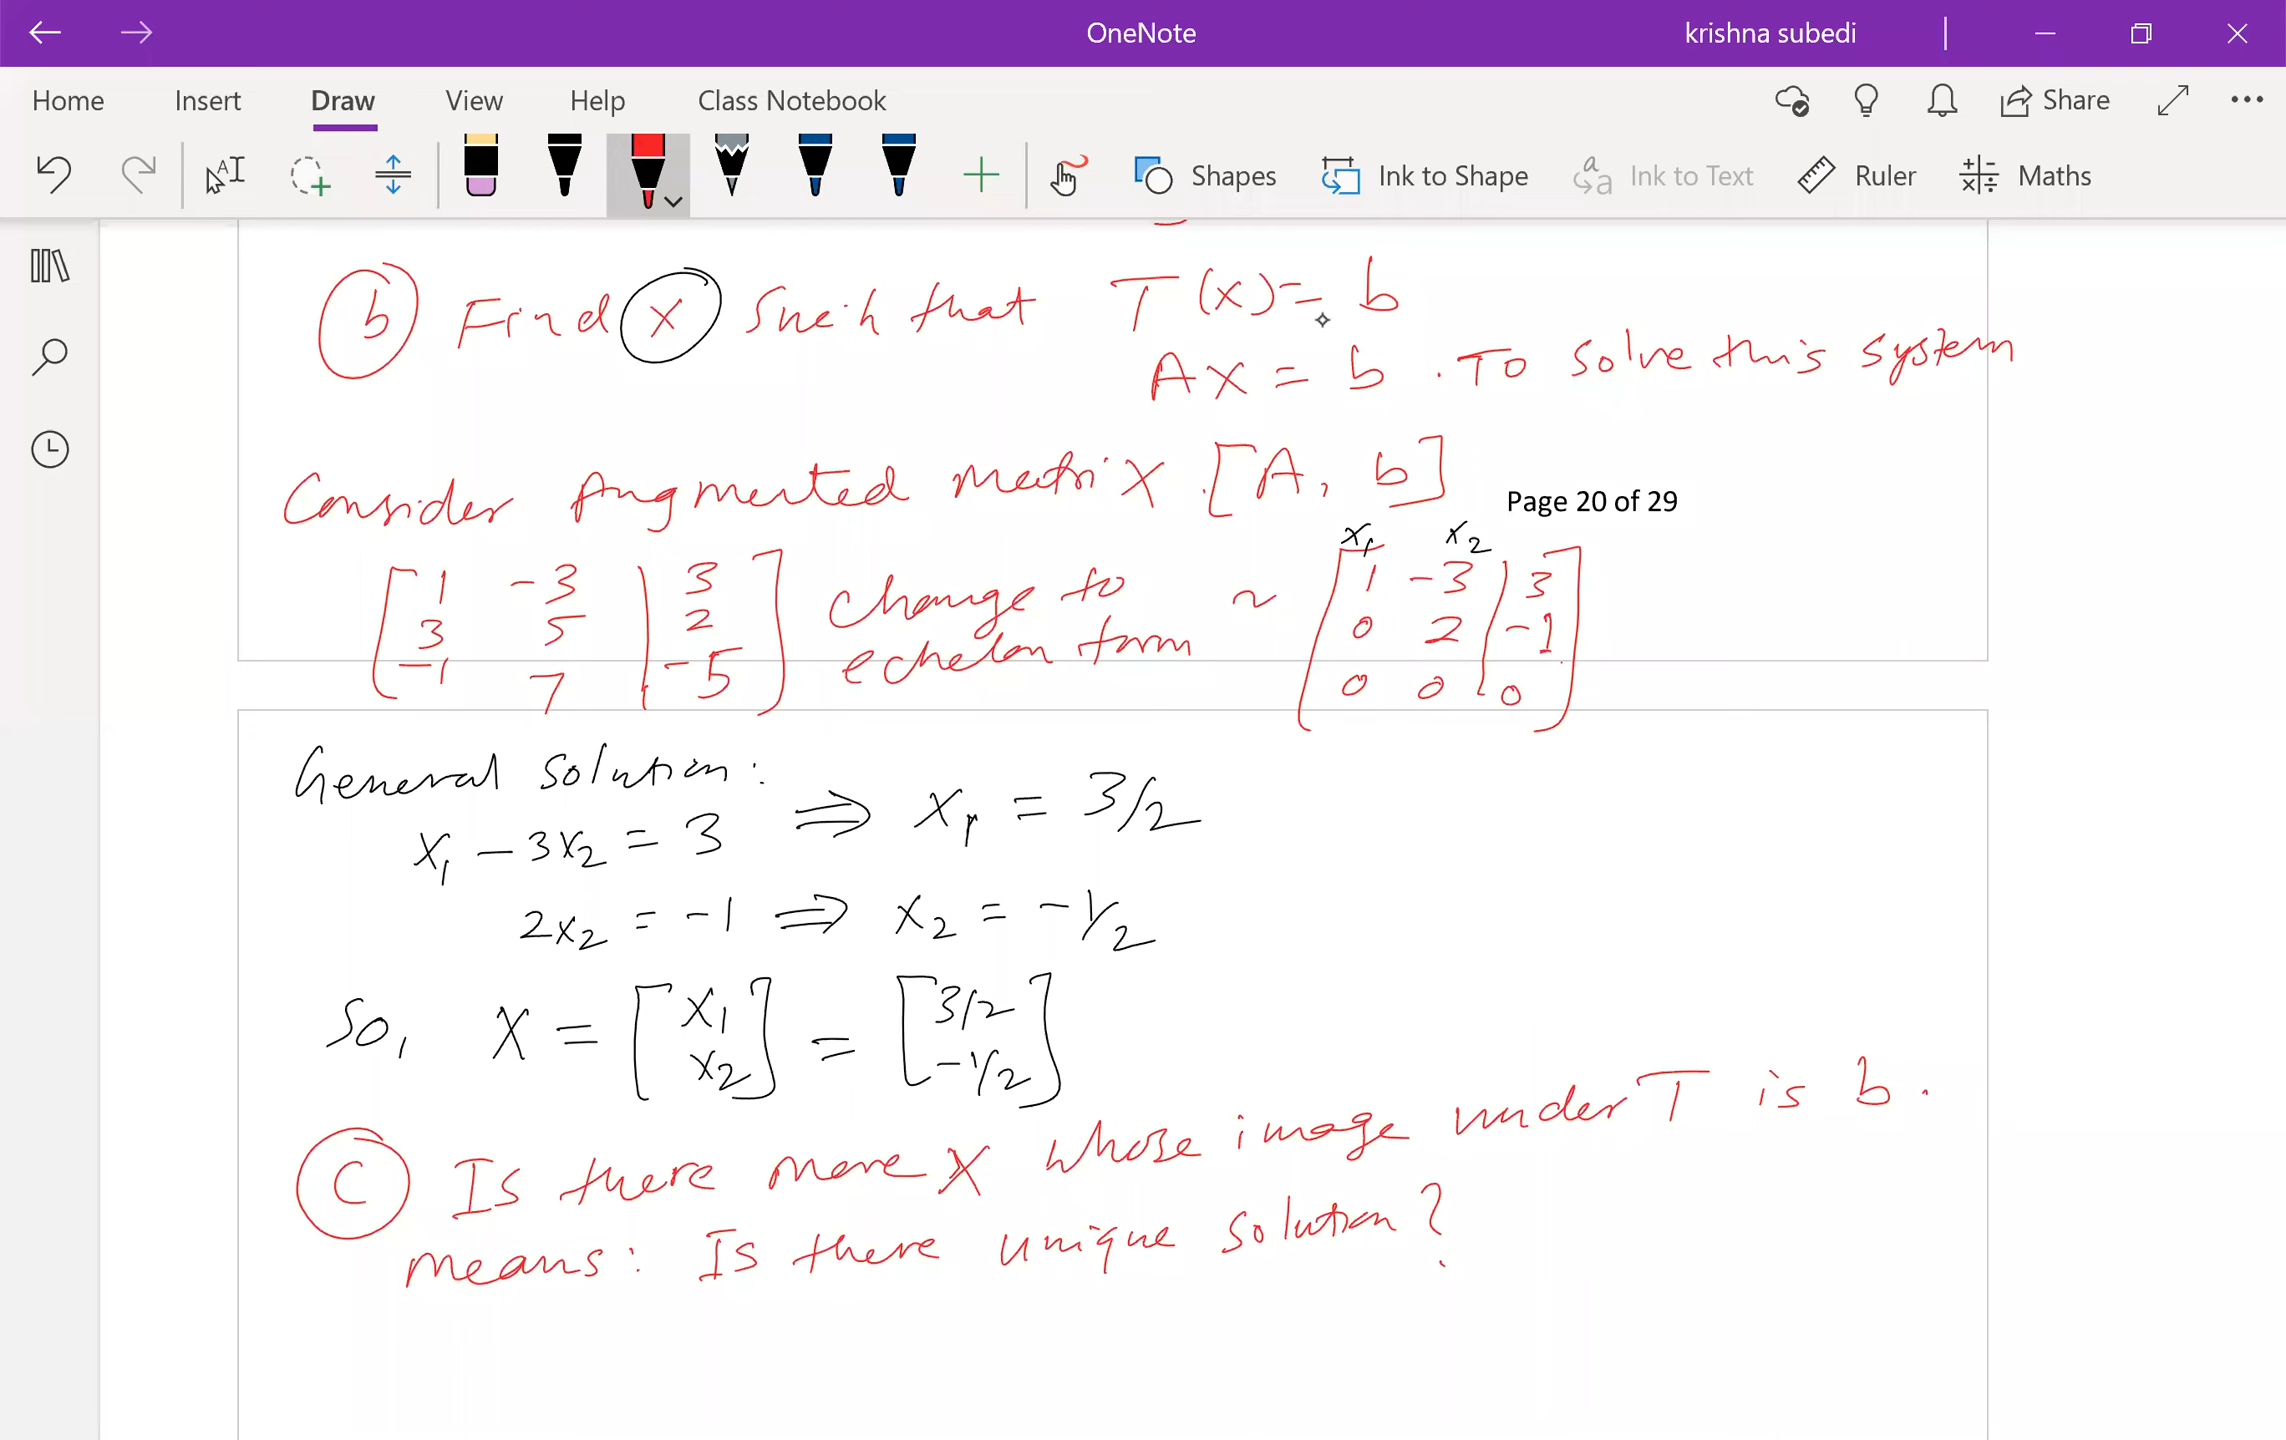 OneNote
krishna subedi
Home Insert Draw View Help Class Notebook Share
Shapes Ink to Shape Ink to Text Ruler Maths
(b) Find x such that T(x) = b
Ax = b . To solve this system
Consider Augmented matrix [A, b]
Page 20 of 29
x1 x2
[ 1 -3 | 3 ] change to ~ [ 1 -3 | 3 ]
[ 3 5 | 2 ] echelon form [ 0 2 | -1 ]
[ -1 7 | -5 ] [ 0 0 | 0 ]
General solution:
x1 - 3x2 = 3 ⇒ x1 = 3/2
2x2 = -1 ⇒ x2 = -1/2
So, X = [ x1 x2 ] = [ 3/2 -1/2 ]
(C) Is there more X whose image under T is b.
means: Is there unique solution?